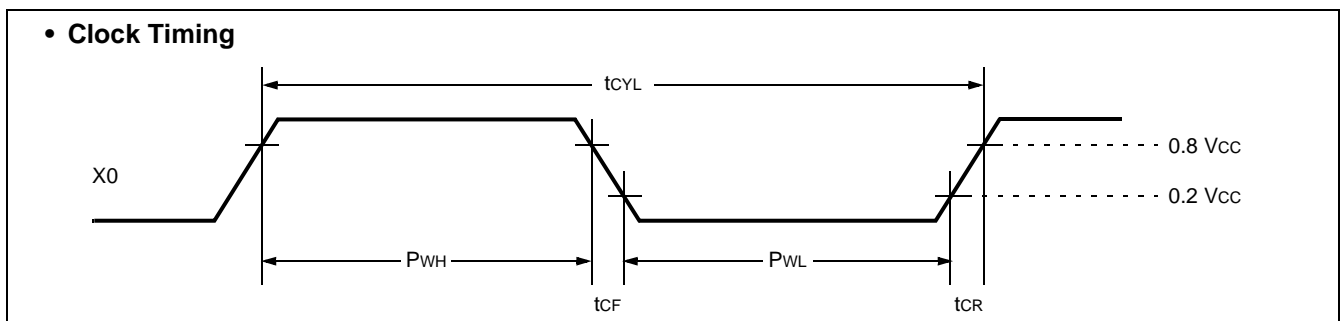 • Clock Timing
tCYL
X0
0.8 VCC
0.2 VCC
PWH
PWL
tCF
tCR